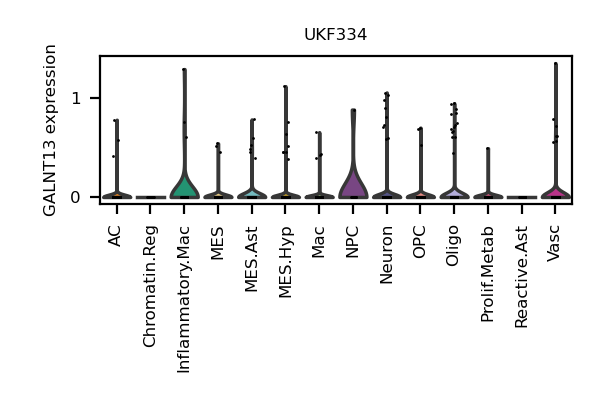 UKF334
GALNT13 expression
1
0
AC
Chromatin.Reg
Inflammatory.Mac
MES
MES.Ast
MES.Hyp
Mac
NPC
Neuron
OPC
Oligo
Prolif.Metab
Reactive.Ast
Vasc